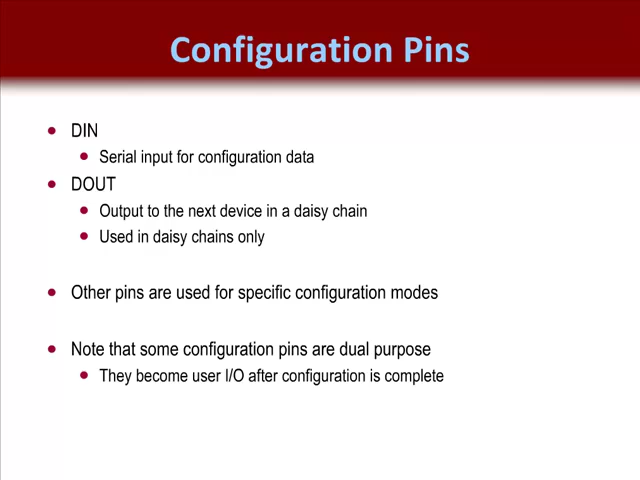 Configuration Pins
• DIN
• Serial input for configuration data
• DOUT
• Output to the next device in a daisy chain
• Used in daisy chains only
• Other pins are used for specific configuration modes
• Note that some configuration pins are dual purpose
• They become user I/O after configuration is complete